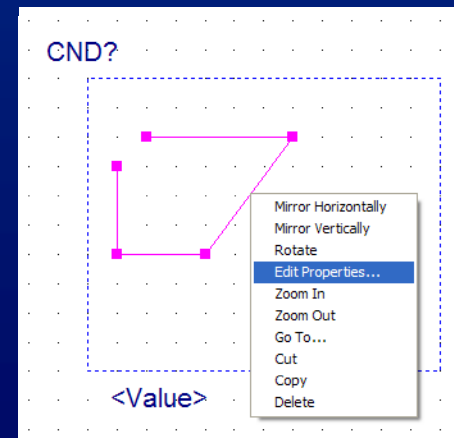 CND?
Mirror Horizontally
Mirror Vertically
Rotate
Edit Properties...
Zoom In
Zoom Out
Go To...
Cut
Copy
Delete
<Value>